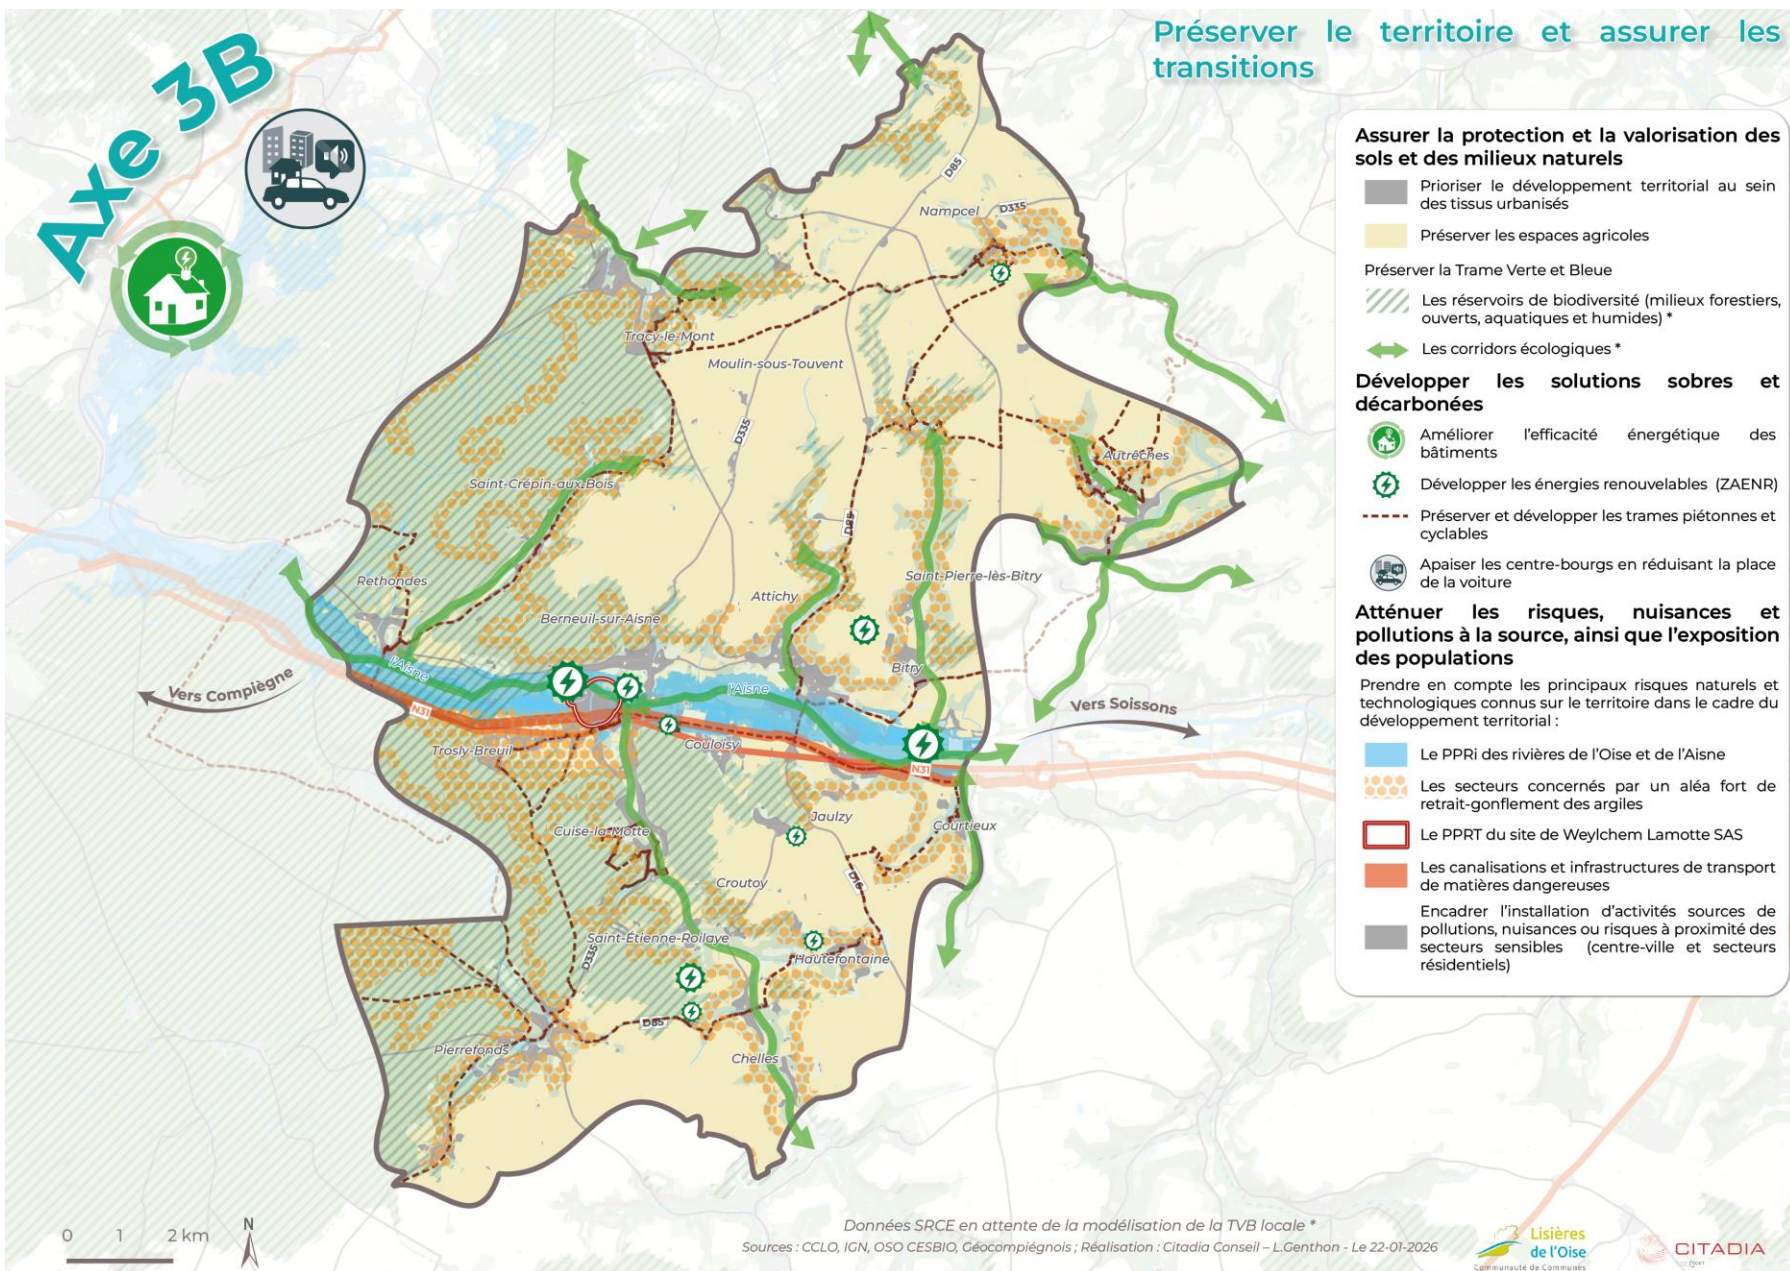 Axe 3B
Préserver le territoire et assurer les
transitions
Assurer la protection et la valorisation des
sols et des milieux naturels
Prioriser le développement territorial au sein
des tissus urbanisés
Préserver les espaces agricoles
Préserver la Trame Verte et Bleue
Les réservoirs de biodiversité (milieux forestiers,
ouverts, aquatiques et humides) *
Les corridors écologiques *
Développer les solutions sobres et
décarbonées
Améliorer l'efficacité énergétique des
bâtiments
Développer les énergies renouvelables (ZAENR)
Préserver et développer les trames piétonnes et
cyclables
Apaiser les centre-bourgs en réduisant la place
de la voiture
Atténuer les risques, nuisances et
pollutions à la source, ainsi que l'exposition
des populations
Prendre en compte les principaux risques naturels et
technologiques connus sur le territoire dans le cadre du
développement territorial :
Le PPRi des rivières de l'Oise et de l'Aisne
Les secteurs concernés par un aléa fort de
retrait-gonflement des argiles
Le PPRT du site de Weylchem Lamotte SAS
Les canalisations et infrastructures de transport
de matières dangereuses
Encadrer l'installation d'activités sources de
pollutions, nuisances ou risques à proximité des
secteurs sensibles (centre-ville et secteurs
résidentiels)
D85
Nampcel
D335
Tracy-le-Mont
Moulin-sous-Touvent
D335
Autrêches
Saint-Crépin-aux-Bois
D85
Rethondes
Saint-Pierre-lès-Bitry
Attichy
Berneuil-sur-Aisne
l'Aisne
Bitry
l'Aisne
Vers Compiègne
Vers Soissons
N31
Trosly-Breuil
Couloisy
N31
Jaulzy
Courtieux
Cuise-la-Motte
Croutoy
D16
Saint-Étienne-Roilaye
D335
Hautefontaine
D85
Pierrefonds
Chelles
0 1 2 km
N
Données SRCE en attente de la modélisation de la TVB locale *
Sources : CCLO, IGN, OSO CESBIO, Géocompiégnois ; Réalisation : Citadia Conseil – L.Genthon - Le 22-01-2026
Lisières
de l'Oise
Communauté de Communes
CITADIA